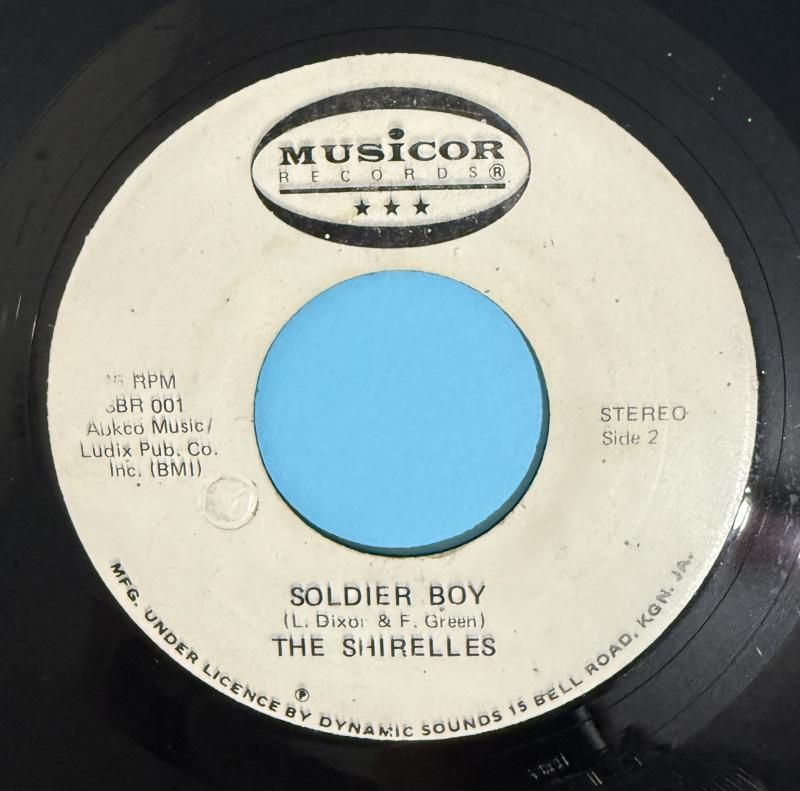 MUSICOR
RECORDS®
RPM
BR 001
Abkco Music/
Ludix Pub. Co.
Inc. (BMI)
STEREO
Side 2
SOLDIER BOY
(L. Dixon & F. Green)
THE SHIRELLES
℗
MFG. UNDER LICENCE BY DYNAMIC SOUNDS 15 BELL ROAD, KGN. JA.